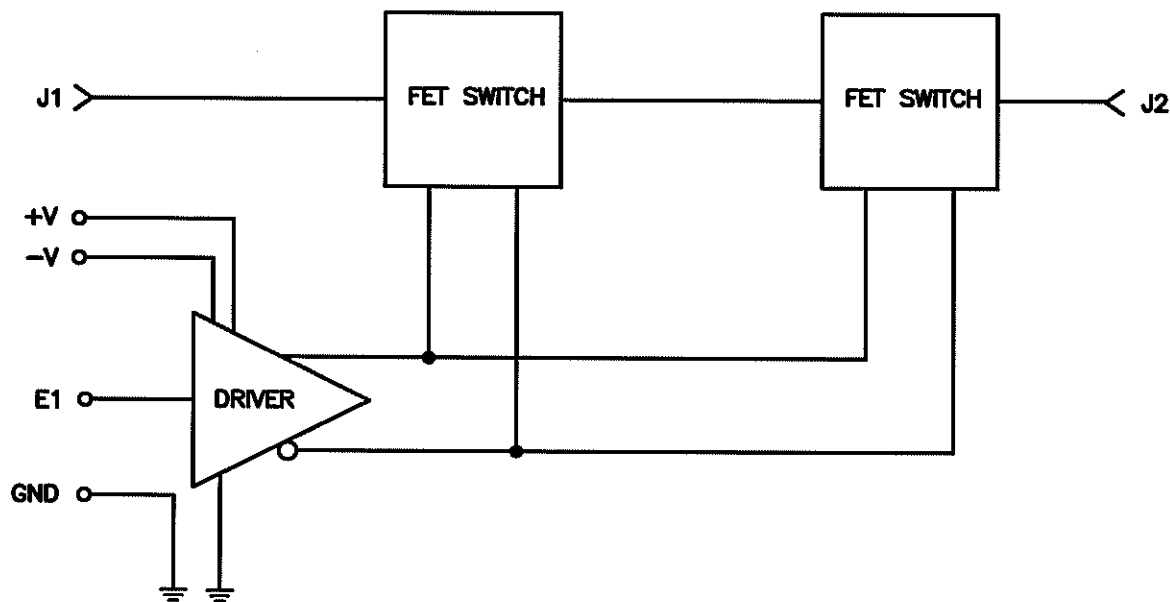 FET SWITCH
FET SWITCH
J1
J2
+V
-V
DRIVER
E1
GND